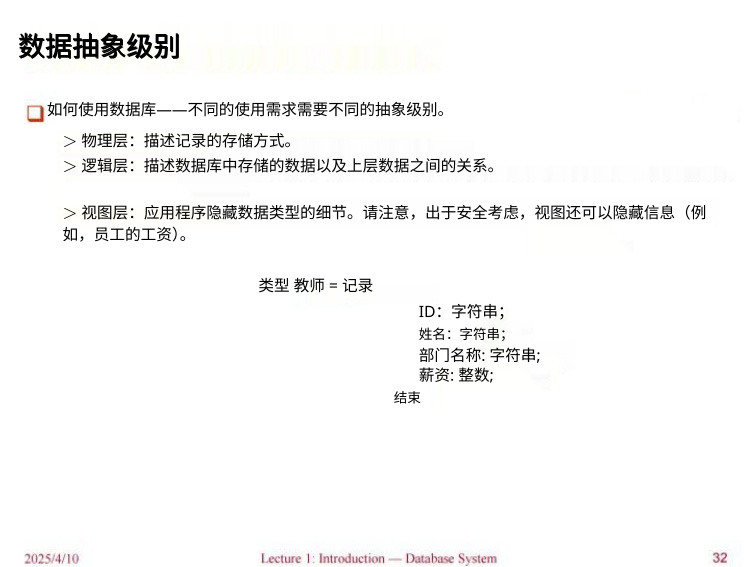 数据抽象级别
如何使用数据库——不同的使用需求需要不同的抽象级别。
＞物理层：描述记录的存储方式。
＞逻辑层：描述数据库中存储的数据以及上层数据之间的关系。
＞视图层：应用程序隐藏数据类型的细节。请注意，出于安全考虑，视图还可以隐藏信息（例
如，员工的工资）。
类型 教师 = 记录
ID：字符串；
姓名：字符串；
部门名称: 字符串;
薪资: 整数;
结束
2025/4/10
Lecture 1: Introduction — Database System
32